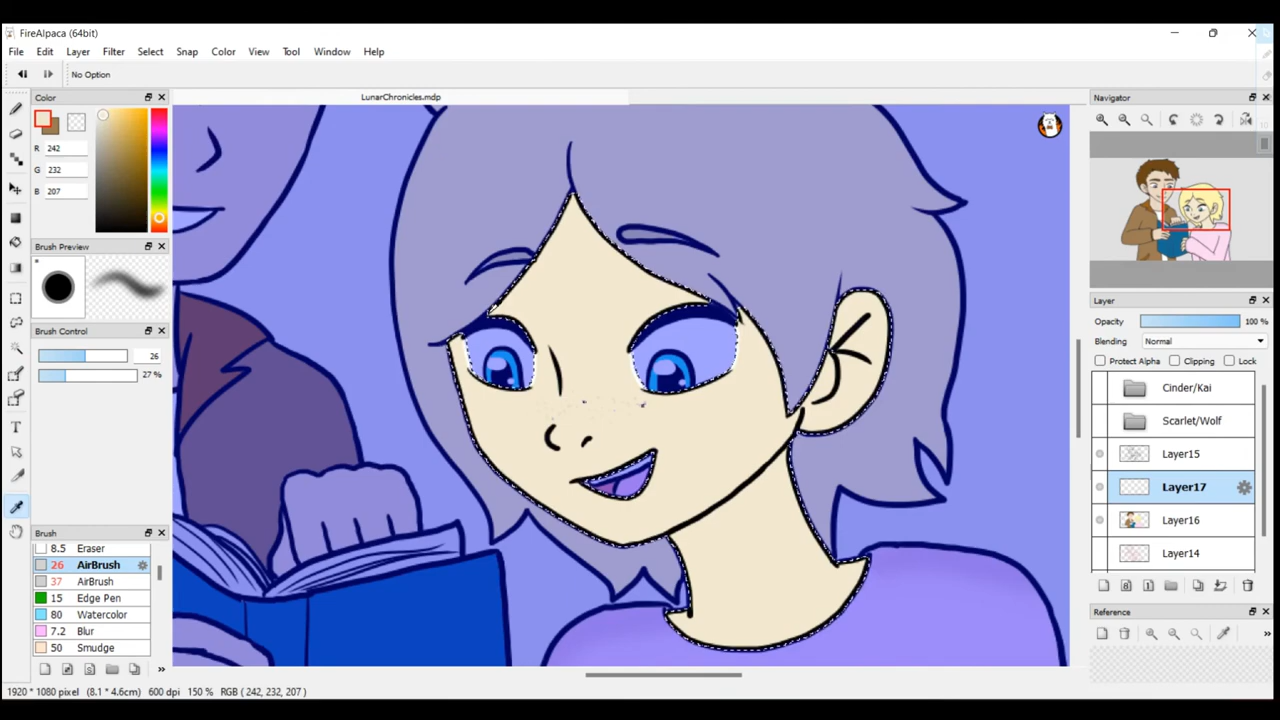 FireAlpaca (64bit)
File Edit Layer Filter Select Snap Color View Tool Window Help
No Option
Color
LunarChronicles.mdp
Navigator
R 242
G 232
B 207
Brush Preview
Layer
Opacity 100 %
Brush Control
Blending Normal
26
Protect Alpha Clipping Lock
27 %
Cinder/Kai
Scarlet/Wolf
Layer15
Layer17
Layer16
Layer14
Brush
8.5 Eraser
26 AirBrush
37 AirBrush
15 Edge Pen
80 Watercolor
7.2 Blur
50 Smudge
Reference
1920 * 1080 pixel (8.1 * 4.6cm) 600 dpi 150 % RGB ( 242, 232, 207 )